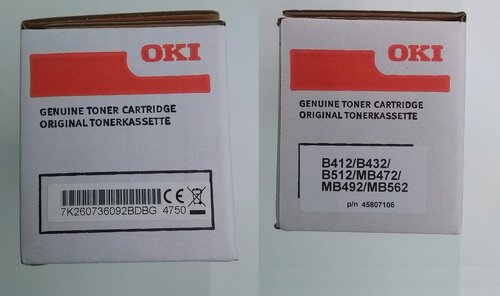 OKI
GENUINE TONER CARTRIDGE
ORIGINAL TONERKASSETTE
7K260736092BDBG 4750
OKI
GENUINE TONER CARTRIDGE
ORIGINAL TONERKASSETTE
B412/B432/
B512/MB472/
MB492/MB562
p/n 45807106